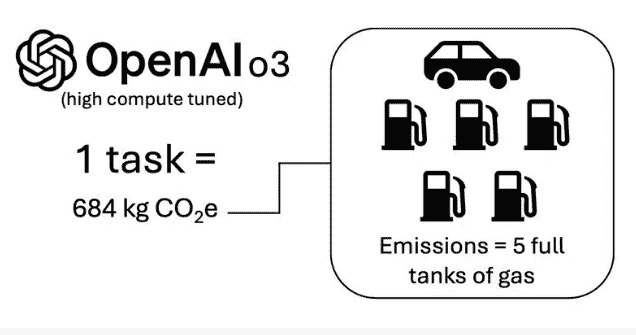 OpenAI o3
(high compute tuned)
1 task =
684 kg CO₂e
Emissions = 5 full
tanks of gas